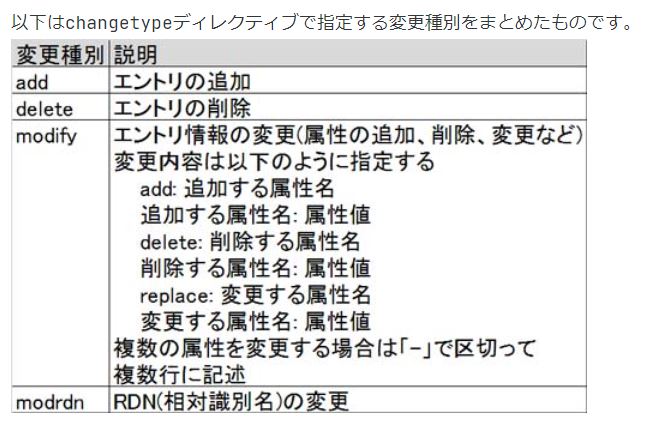 以下はchangetypeディレクティブで指定する変更種別をまとめたものです。
変更種別 説明
add エントリの追加
delete エントリの削除
modify エントリ情報の変更(属性の追加、削除、変更など)
変更内容は以下のように指定する
add: 追加する属性名
追加する属性名: 属性値
delete: 削除する属性名
削除する属性名: 属性値
replace: 変更する属性名
変更する属性名: 属性値
複数の属性を変更する場合は「-」で区切って
複数行に記述
modrdn RDN(相対識別名)の変更